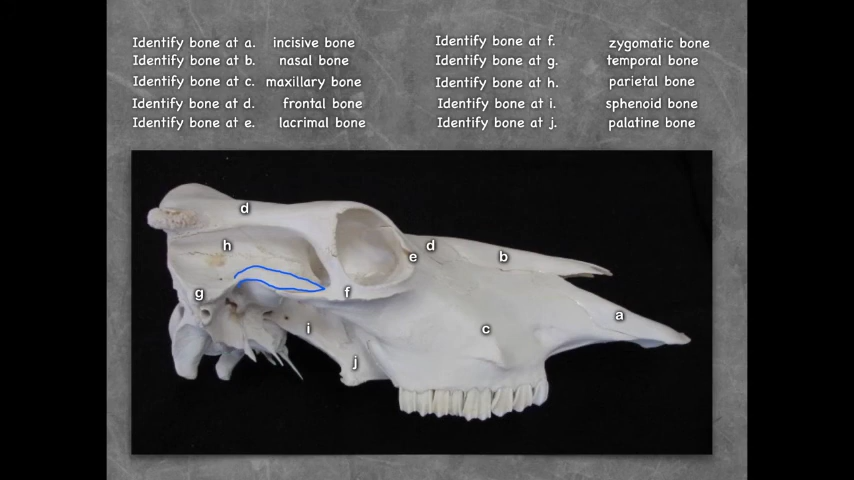 Identify bone at a. incisive bone
Identify bone at b. nasal bone
Identify bone at c. maxillary bone
Identify bone at d. frontal bone
Identify bone at e. lacrimal bone
Identify bone at f. zygomatic bone
Identify bone at g. temporal bone
Identify bone at h. parietal bone
Identify bone at i. sphenoid bone
Identify bone at j. palatine bone
d
h
d
b
e
g
f
a
i
c
j